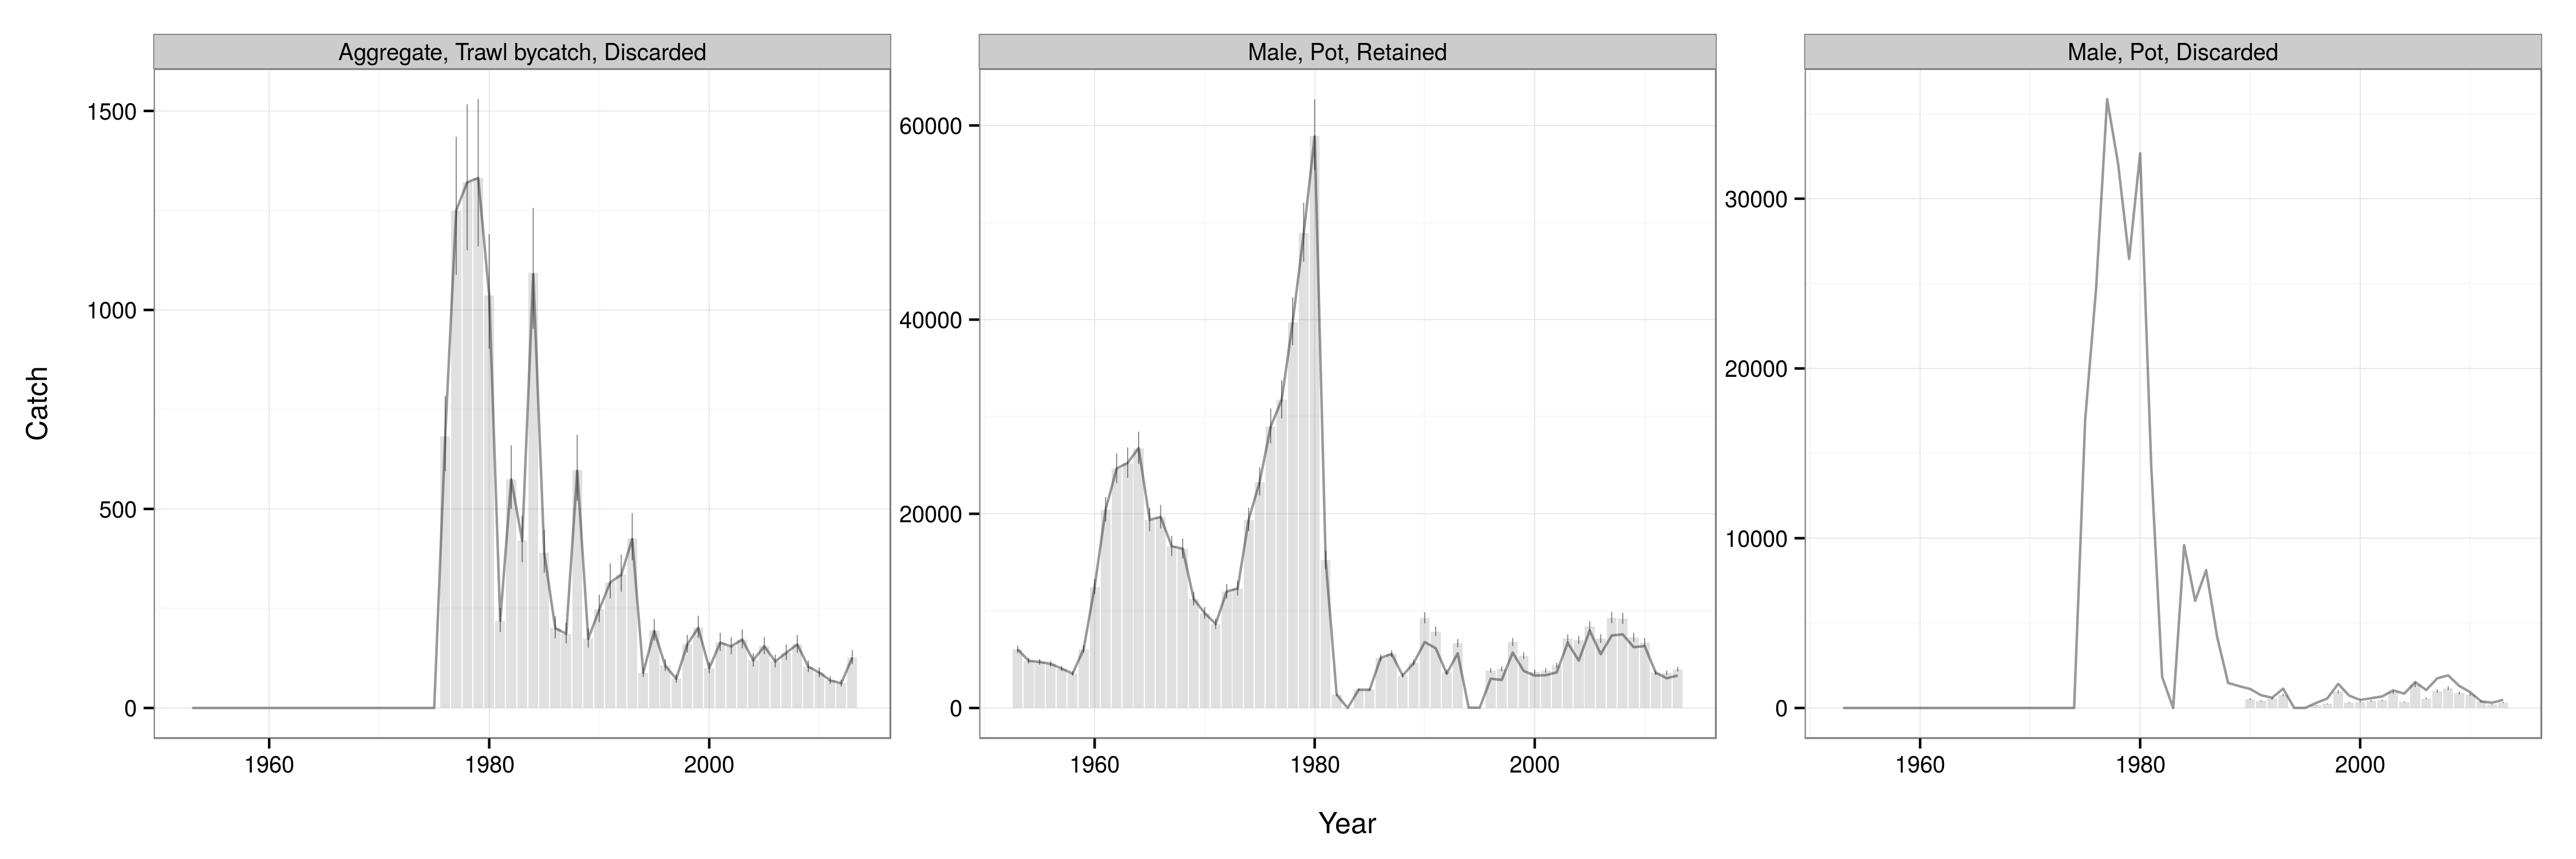 Aggregate, Trawl bycatch, Discarded
Male, Pot, Retained
Male, Pot, Discarded
Catch
1500
1000
500
0
60000
40000
20000
0
30000
20000
10000
0
1960 1980 2000
1960 1980 2000
1960 1980 2000
Year